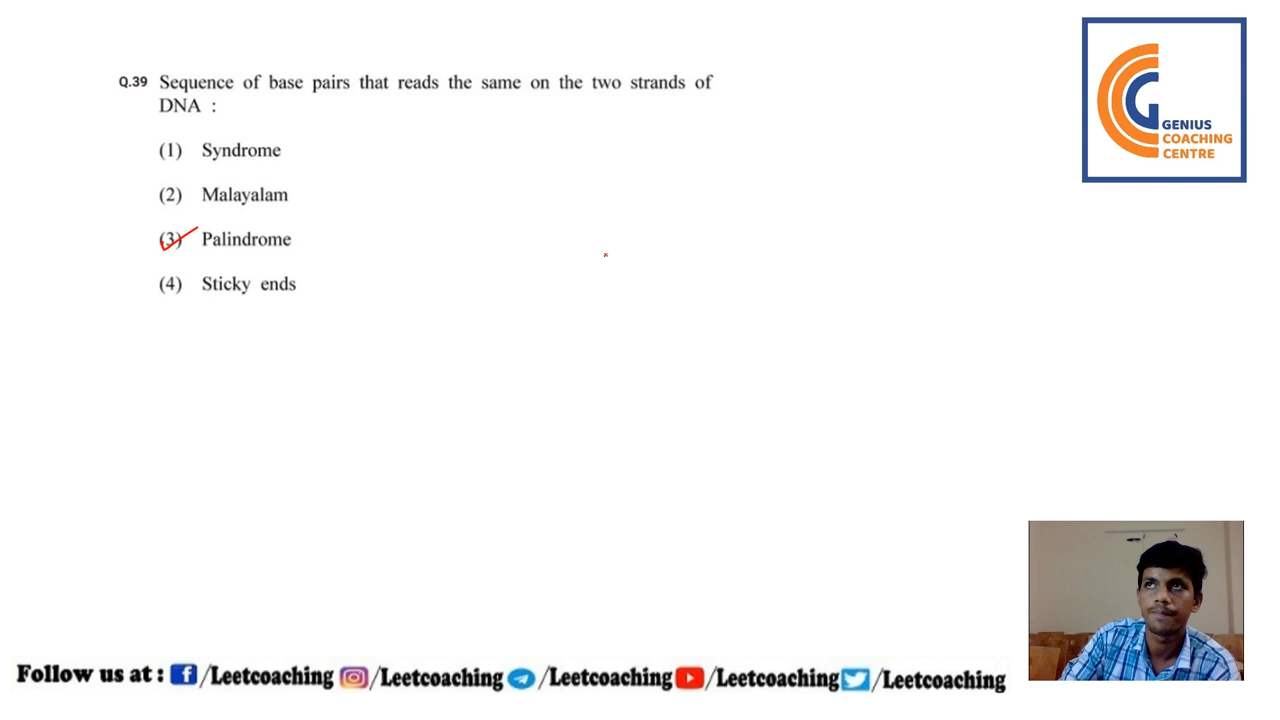 GENIUS
COACHING
CENTRE
Q.39 Sequence of base pairs that reads the same on the two strands of
DNA :
(1) Syndrome
(2) Malayalam
(3) Palindrome
(4) Sticky ends
Follow us at : /Leetcoaching /Leetcoaching /Leetcoaching /Leetcoaching /Leetcoaching